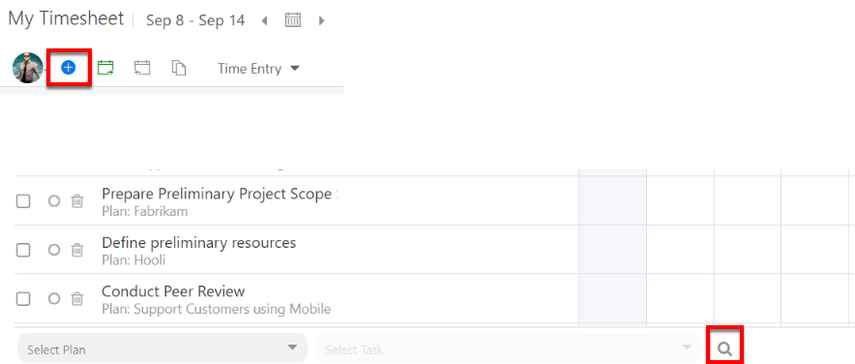 My Timesheet
Sep 8 - Sep 14
Time Entry
Prepare Preliminary Project Scope
Plan: Fabrikam
Define preliminary resources
Plan: Hooli
Conduct Peer Review
Plan: Support Customers using Mobile
Select Plan
Select Task